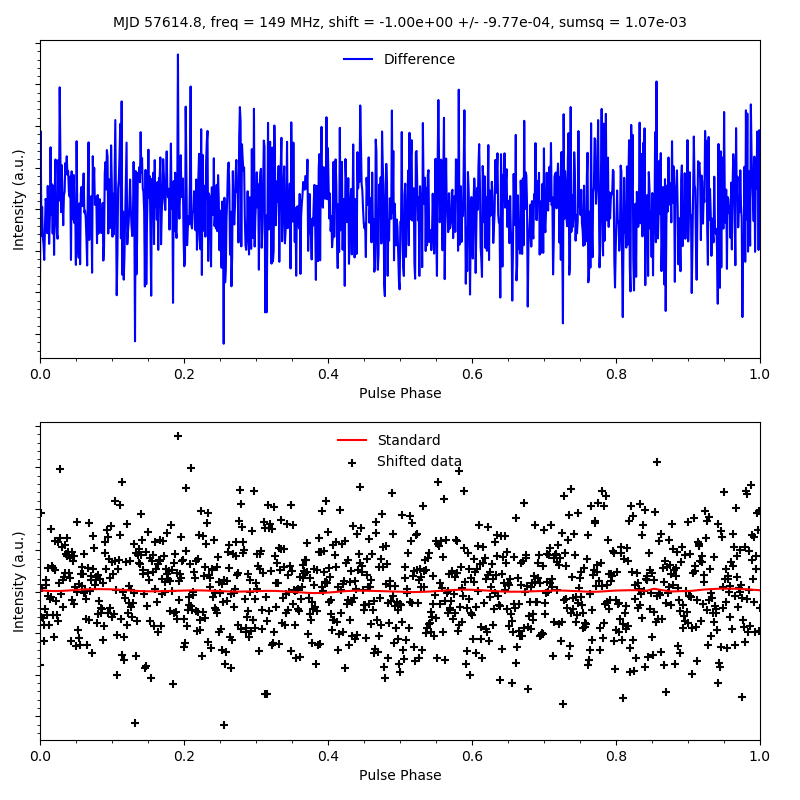 MJD 57614.8, freq = 149 MHz, shift = -1.00e+00 +/- -9.77e-04, sumsq = 1.07e-03
Difference
Intensity (a.u.)
0.0 0.2 0.4 0.6 0.8 1.0
Pulse Phase
Standard
Shifted data
Intensity (a.u.)
0.0 0.2 0.4 0.6 0.8 1.0
Pulse Phase